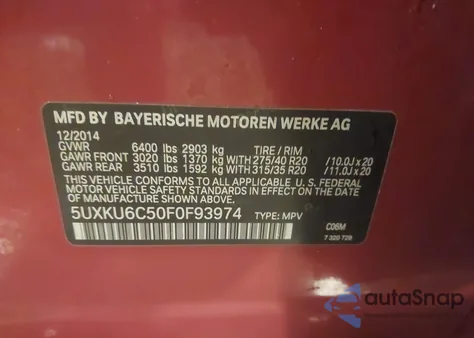 MFD BY BAYERISCHE MOTOREN WERKE AG
12/2014
GVWR 6400 lbs 2903 kg TIRE / RIM
GAWR FRONT 3020 lbs 1370 kg WITH 275/40 R20 /10.0J x 20
GAWR REAR 3510 lbs 1592 kg WITH 315/35 R20 /11.0J x 20
THIS VEHICLE CONFORMS TO ALL APPLICABLE U. S. FEDERAL
MOTOR VEHICLE SAFETY STANDARDS IN EFFECT ON THE DATE
OF MANUFACTURE SHOWN ABOVE.
5UXKU6C50F0F93974 TYPE: MPV
C06M
7 320 729
autoSnap